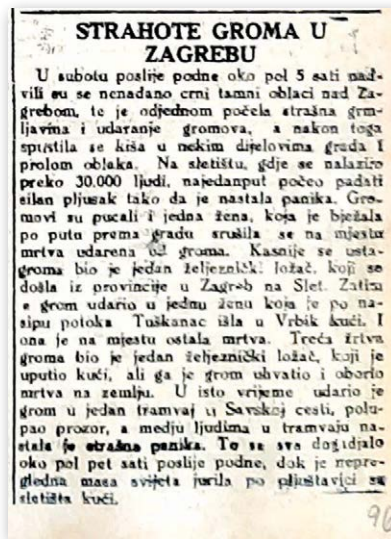 STRAHOTE GROMA U
ZAGREBU
U subotu poslije podne oko pol 5 sati nad-
vili su se nenadano crni tamni oblaci nad Za-
grebom, te je odjednom počela strašna grm-
ljavina i udaranje gromova, a nakon toga
spustila se kiša u nekim dijelovima grada i
prolom oblaka. Na sletištu, gdje se nalazilo
preko 30.000 ljudi, najedanput počeo padati
silan pljusak tako da je nastala panika. Gro-
movi su pucali i jedna žena, koja je bježala
po putu prema gradu srušila se na mjestu
mrtva udarena od groma. Kasnije se usta-
groma bio je jedan željeznički ložač, koji se
došla iz provincije u Zagreb na Slet. Zatim
e grom udario u jednu ženu koja je po na-
sipu potoka Tuškanac išla u Vrbik kući. I
ona je na mjestu ostala mrtva. Treća žrtva
groma bio je jedan željeznički ložač, koji je
uputio kući, ali ga je grom uhvatio i oborio
mrtva na zemlju. U isto vrijeme udario je
grom u jedan tramvaj u Savskoj cesti, polu-
pao prozor, a medju ljudima u tramvaju na-
stala je strašna panika. To se sve dogidjalo
oko pol pet sati poslije podne, dok je nepre-
gledna masa svijeta jurila po pljuštavici sa
sletišta kući.